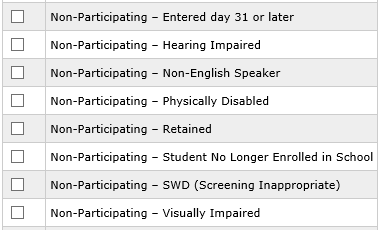 Non-Participating – Entered day 31 or later
Non-Participating – Hearing Impaired
Non-Participating – Non-English Speaker
Non-Participating – Physically Disabled
Non-Participating – Retained
Non-Participating – Student No Longer Enrolled in School
Non-Participating – SWD (Screening Inappropriate)
Non-Participating – Visually Impaired